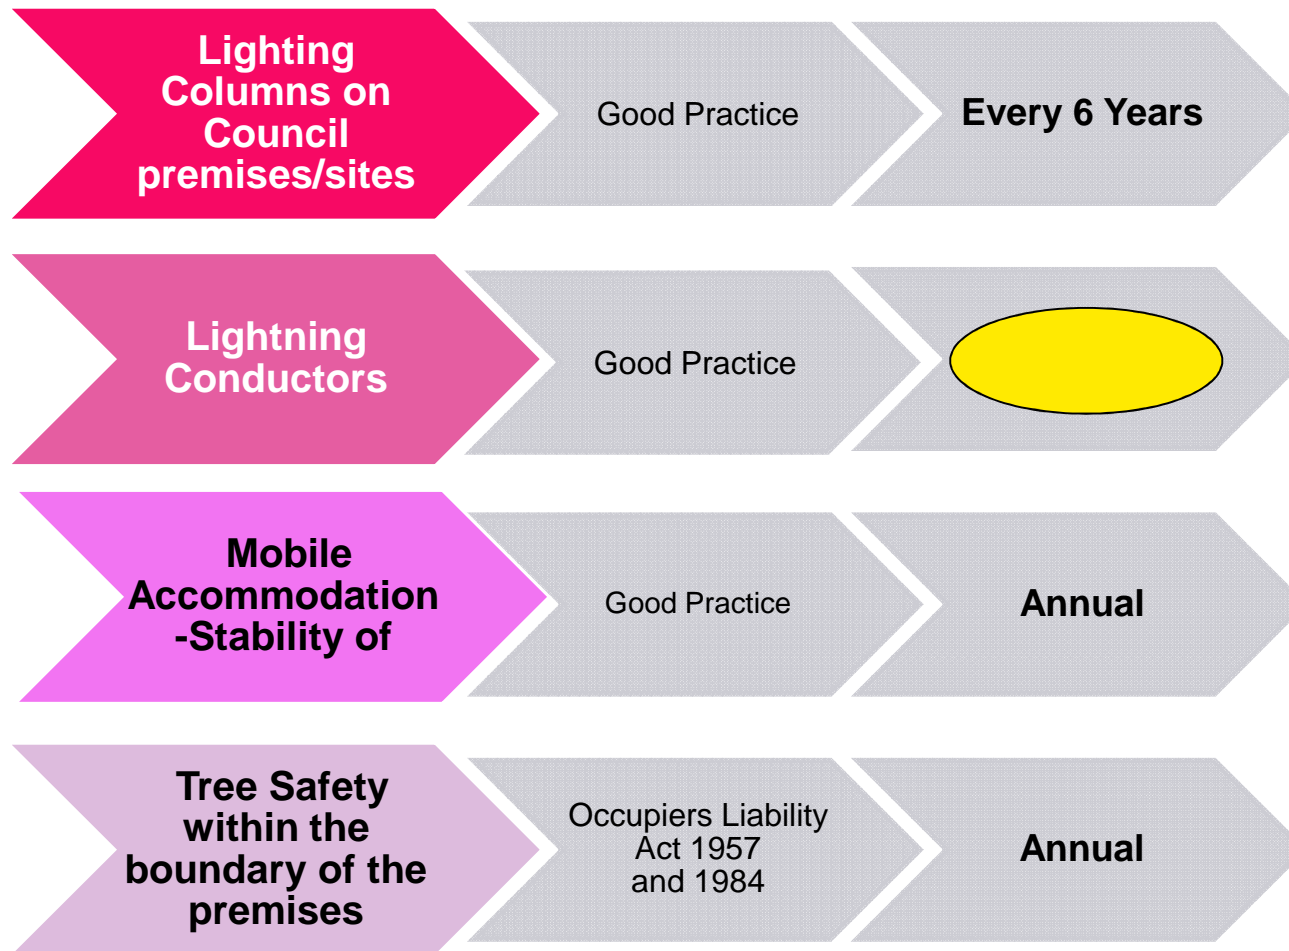 Lighting
Columns on
Council
premises/sites
Good Practice
Every 6 Years
Lightning
Conductors
Good Practice
Mobile
Accommodation
-Stability of
Good Practice
Annual
Tree Safety
within the
boundary of the
premises
Occupiers Liability
Act 1957
and 1984
Annual